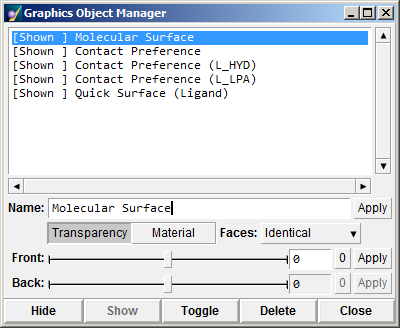 Graphics Object Manager
[Shown ] Molecular Surface
[Shown ] Contact Preference
[Shown ] Contact Preference (L_HYD)
[Shown ] Contact Preference (L_LPA)
[Shown ] Quick Surface (Ligand)
Name: Molecular Surface Apply
Transparency Material Faces: Identical
Front: 0 0 Apply
Back: 0 0 Apply
Hide Show Toggle Delete Close